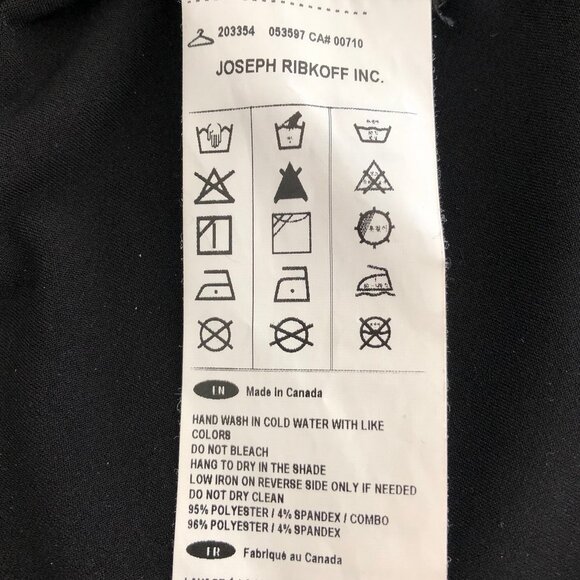 203354 053597 CA# 00710
JOSEPH RIBKOFF INC.
EN Made in Canada
HAND WASH IN COLD WATER WITH LIKE
COLORS
DO NOT BLEACH
HANG TO DRY IN THE SHADE
LOW IRON ON REVERSE SIDE ONLY IF NEEDED
DO NOT DRY CLEAN
95% POLYESTER / 4% SPANDEX / COMBO
96% POLYESTER / 4% SPANDEX
FR Fabriqué au Canada